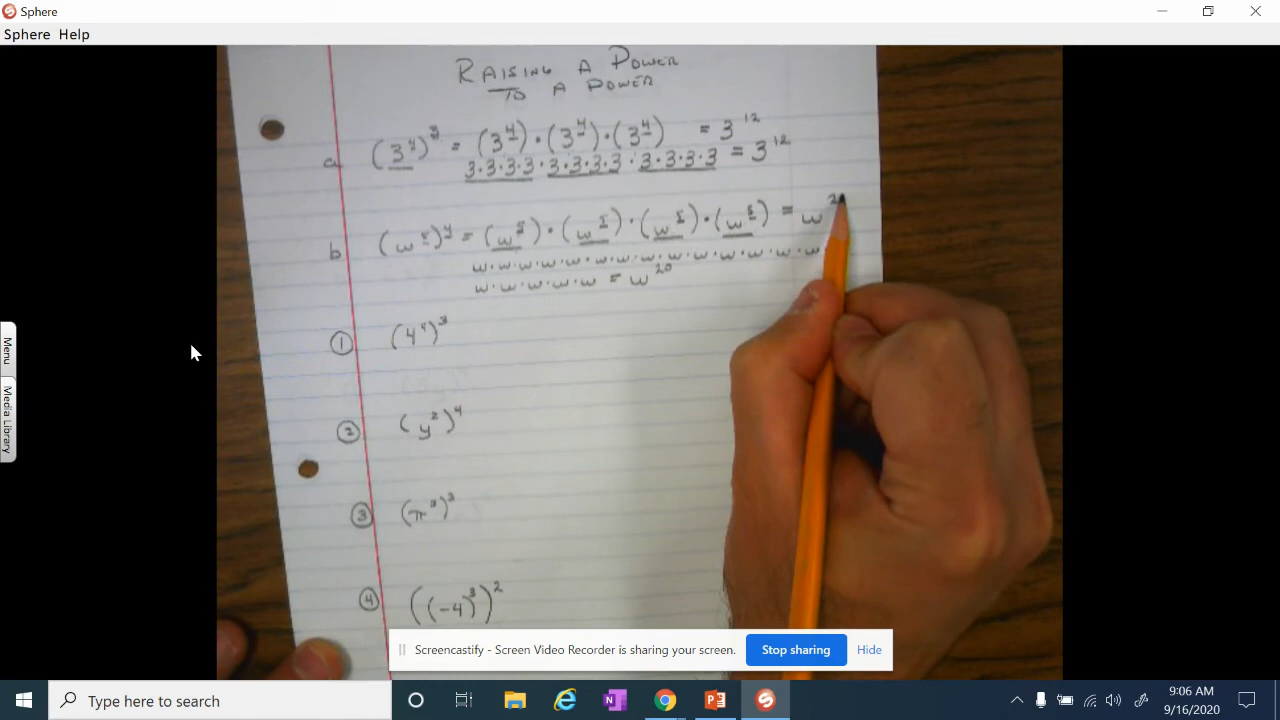 Sphere
Sphere Help
RAISING A POWER
TO A POWER
a (3⁴)³ = (3⁴)·(3⁴)·(3⁴) = 3¹²
3·3·3·3·3·3·3·3·3·3·3·3 = 3¹²
b (w⁵)⁴ = (w⁵)·(w⁵)·(w⁵)·(w⁵) = w
w·w·w·w·w·w·w·w·w·w·w·w·w·w·w
w·w·w·w·w = w²⁰
① (4⁴)³
② (y²)⁴
③ (π³)³
④ ((-4)³)²
Menu
Media Library
Screencastify - Screen Video Recorder is sharing your screen.
Stop sharing
Hide
Type here to search
9:06 AM
9/16/2020